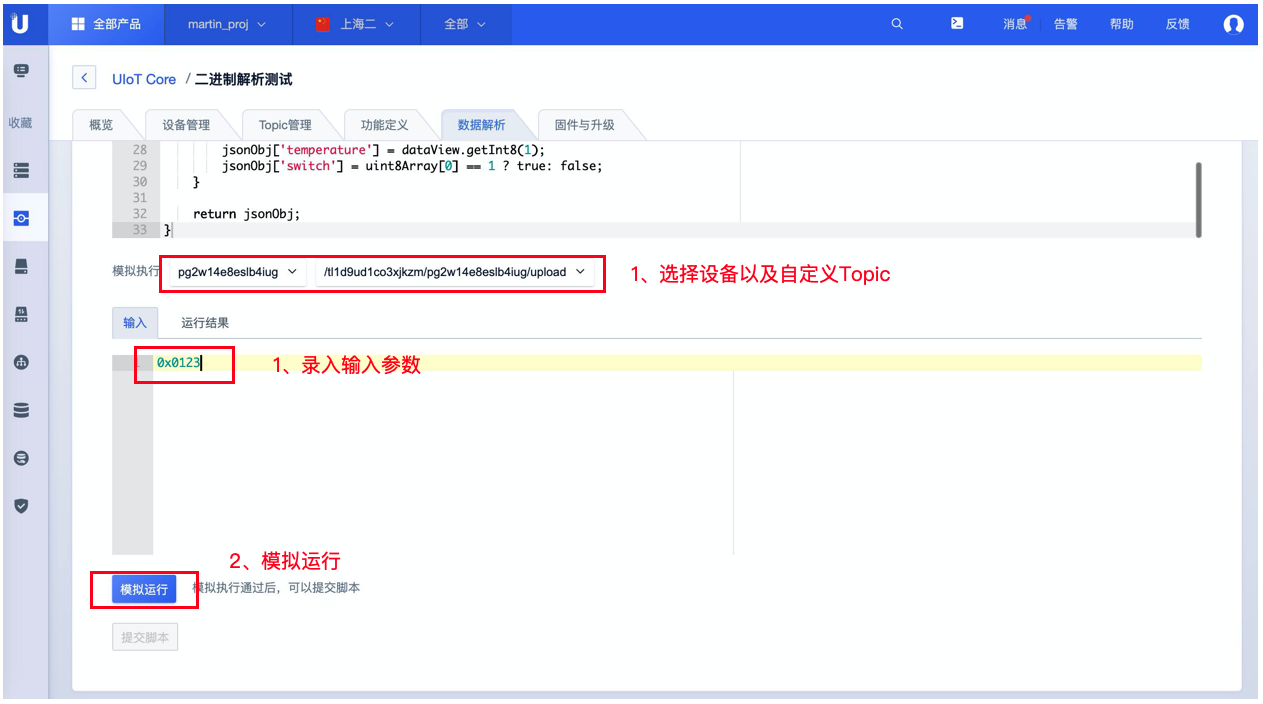 全部产品 martin_proj 上海二 全部 消息 告警 帮助 反馈
收藏
UIoT Core / 二进制解析测试
概览 设备管理 Topic管理 功能定义 数据解析 固件与升级
28 jsonObj['temperature'] = dataView.getInt8(1);
29 jsonObj['switch'] = uint8Array[0] == 1 ? true: false;
30 }
31
32 return jsonObj;
33 }
模拟执行 pg2w14e8eslb4iug /tl1d9ud1co3xjkzm/pg2w14e8eslb4iug/upload 1、选择设备以及自定义Topic
输入 运行结果
1 0x0123 1、录入输入参数
2、模拟运行
模拟运行 模拟执行通过后，可以提交脚本
提交脚本